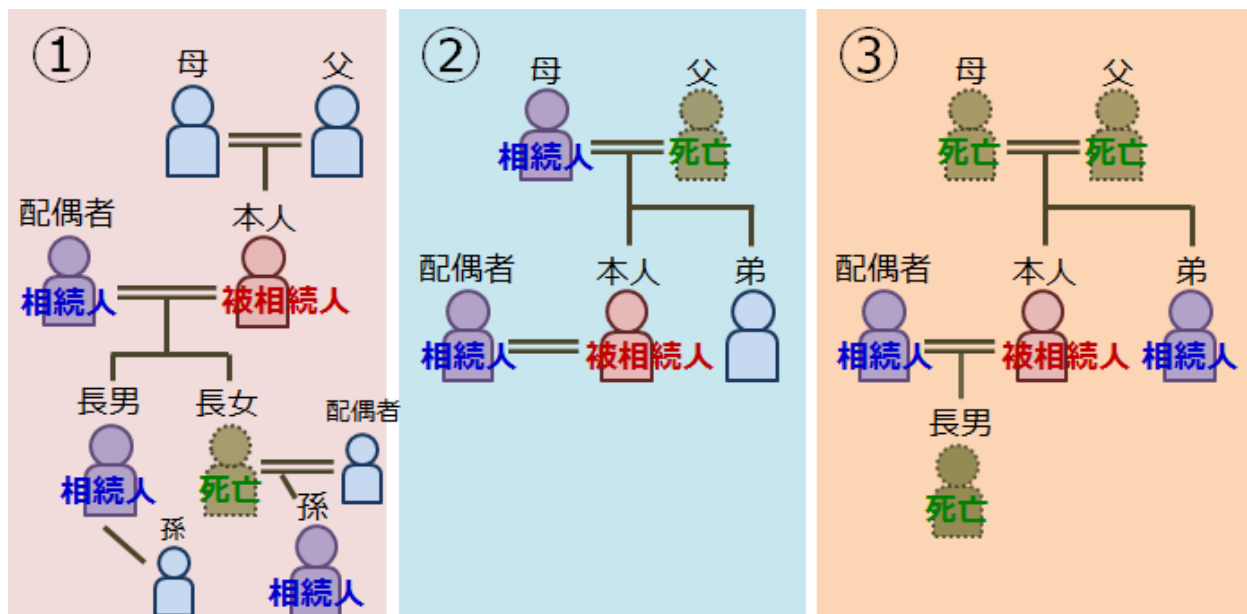 ①
母 父
配偶者 本人
相続人 被相続人
長男 長女 配偶者
相続人 死亡
孫 孫
相続人
②
母 父
相続人 死亡
配偶者 本人 弟
相続人 被相続人
③
母 父
死亡 死亡
配偶者 本人 弟
相続人 被相続人 相続人
長男
死亡